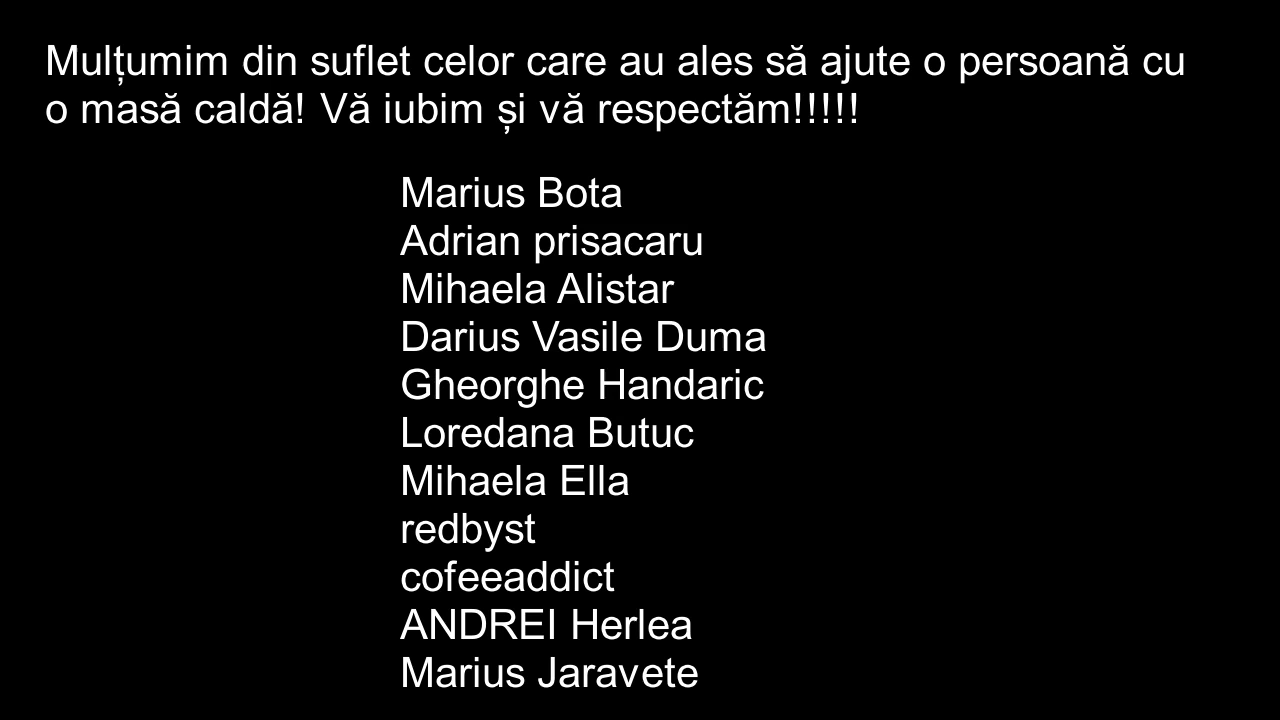 Mulțumim din suflet celor care au ales să ajute o persoană cu
o masă caldă! Vă iubim și vă respectăm!!!!!
Marius Bota
Adrian prisacaru
Mihaela Alistar
Darius Vasile Duma
Gheorghe Handaric
Loredana Butuc
Mihaela Ella
redbyst
cofeeaddict
ANDREI Herlea
Marius Jaravete